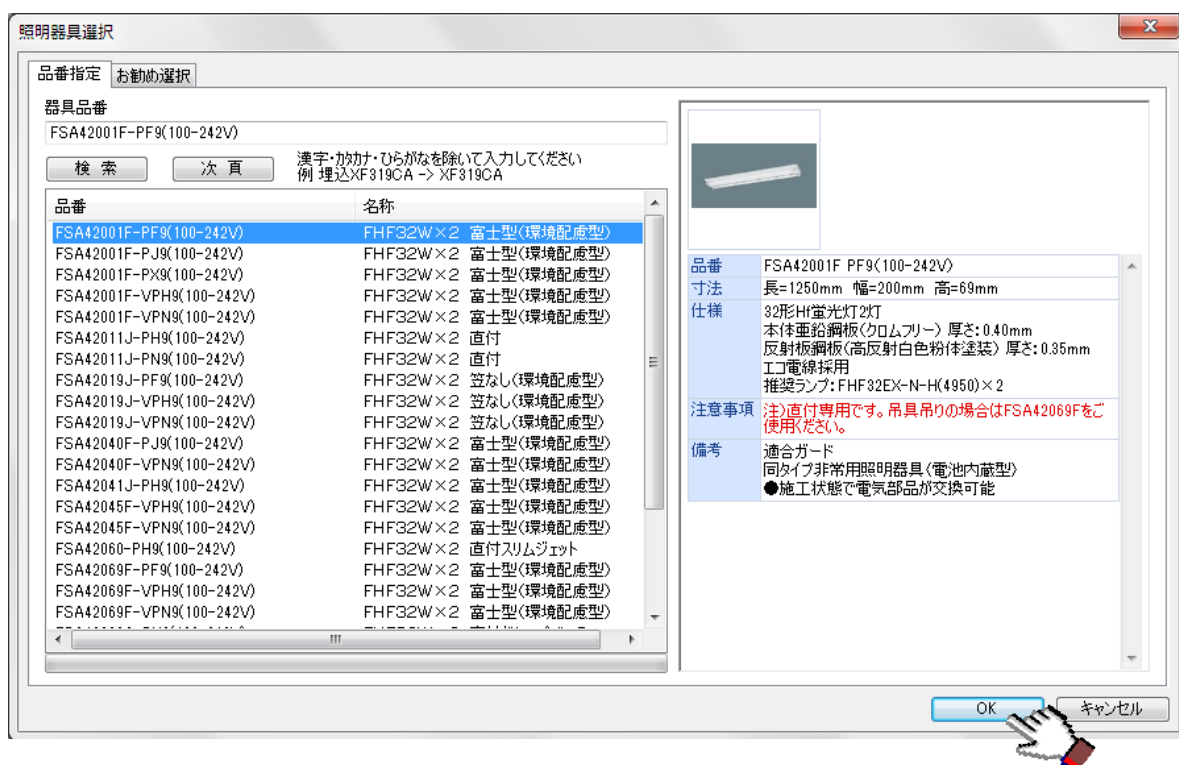 照明器具選択
品番指定 お勧め選択
器具品番
FSA42001F-PF9(100-242V)
検 索 次 頁
漢字・カタカナ・ひらがなを除いて入力してください
例 埋込XF319CA -> XF319CA
品番 名称
FSA42001F-PF9(100-242V) FHF32W×2 富士型(環境配慮型)
FSA42001F-PJ9(100-242V) FHF32W×2 富士型(環境配慮型)
FSA42001F-PX9(100-242V) FHF32W×2 富士型(環境配慮型)
FSA42001F-VPH9(100-242V) FHF32W×2 富士型(環境配慮型)
FSA42001F-VPN9(100-242V) FHF32W×2 富士型(環境配慮型)
FSA42011J-PH9(100-242V) FHF32W×2 直付
FSA42011J-PN9(100-242V) FHF32W×2 直付
FSA42019J-PF9(100-242V) FHF32W×2 笠なし(環境配慮型)
FSA42019J-VPH9(100-242V) FHF32W×2 笠なし(環境配慮型)
FSA42019J-VPN9(100-242V) FHF32W×2 笠なし(環境配慮型)
FSA42040F-PJ9(100-242V) FHF32W×2 富士型(環境配慮型)
FSA42040F-VPN9(100-242V) FHF32W×2 富士型(環境配慮型)
FSA42041J-PH9(100-242V) FHF32W×2 富士型(環境配慮型)
FSA42045F-VPH9(100-242V) FHF32W×2 富士型(環境配慮型)
FSA42045F-VPN9(100-242V) FHF32W×2 富士型(環境配慮型)
FSA42060-PH9(100-242V) FHF32W×2 直付スリムジェット
FSA42069F-PF9(100-242V) FHF32W×2 富士型(環境配慮型)
FSA42069F-VPH9(100-242V) FHF32W×2 富士型(環境配慮型)
FSA42069F-VPN9(100-242V) FHF32W×2 富士型(環境配慮型)
品番 FSA42001F PF9(100-242V)
寸法 長=1250mm 幅=200mm 高=69mm
仕様 32形Hf蛍光灯2灯
本体亜鉛鋼板(クロムフリー) 厚さ:0.40mm
反射板鋼板(高反射白色粉体塗装) 厚さ:0.35mm
エコ電線採用
推奨ランプ:FHF32EX-N-H(4950)×2
注意事項 注)直付専用です。吊具吊りの場合はFSA42069Fをご
使用ください。
備考 適合ガード
同タイプ非常用照明器具(電池内蔵型)
●施工状態で電気部品が交換可能
OK キャンセル